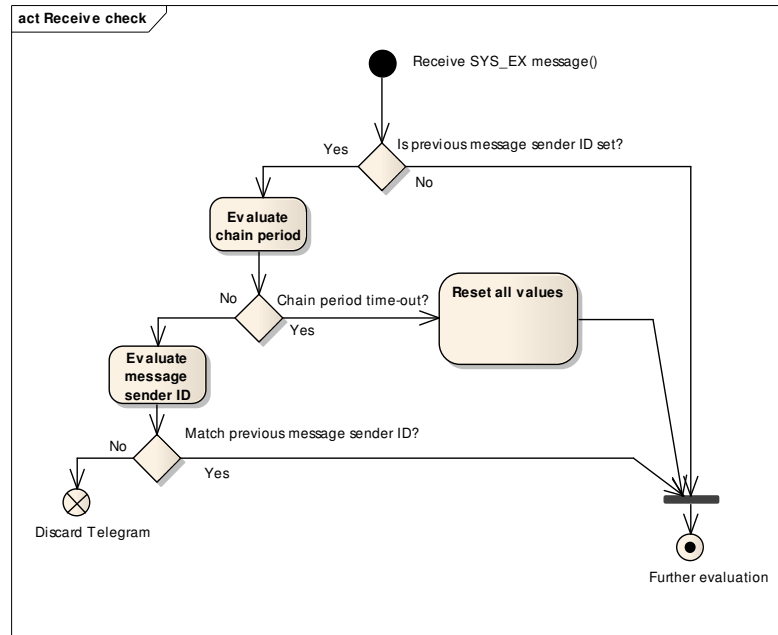 act Receive check
Receive SYS_EX message()
Is previous message sender ID set?
Yes
No
Evaluate
chain period
No
Chain period time-out?
Yes
Reset all values
Evaluate
message
sender ID
Match previous message sender ID?
No
Yes
Discard Telegram
Further evaluation